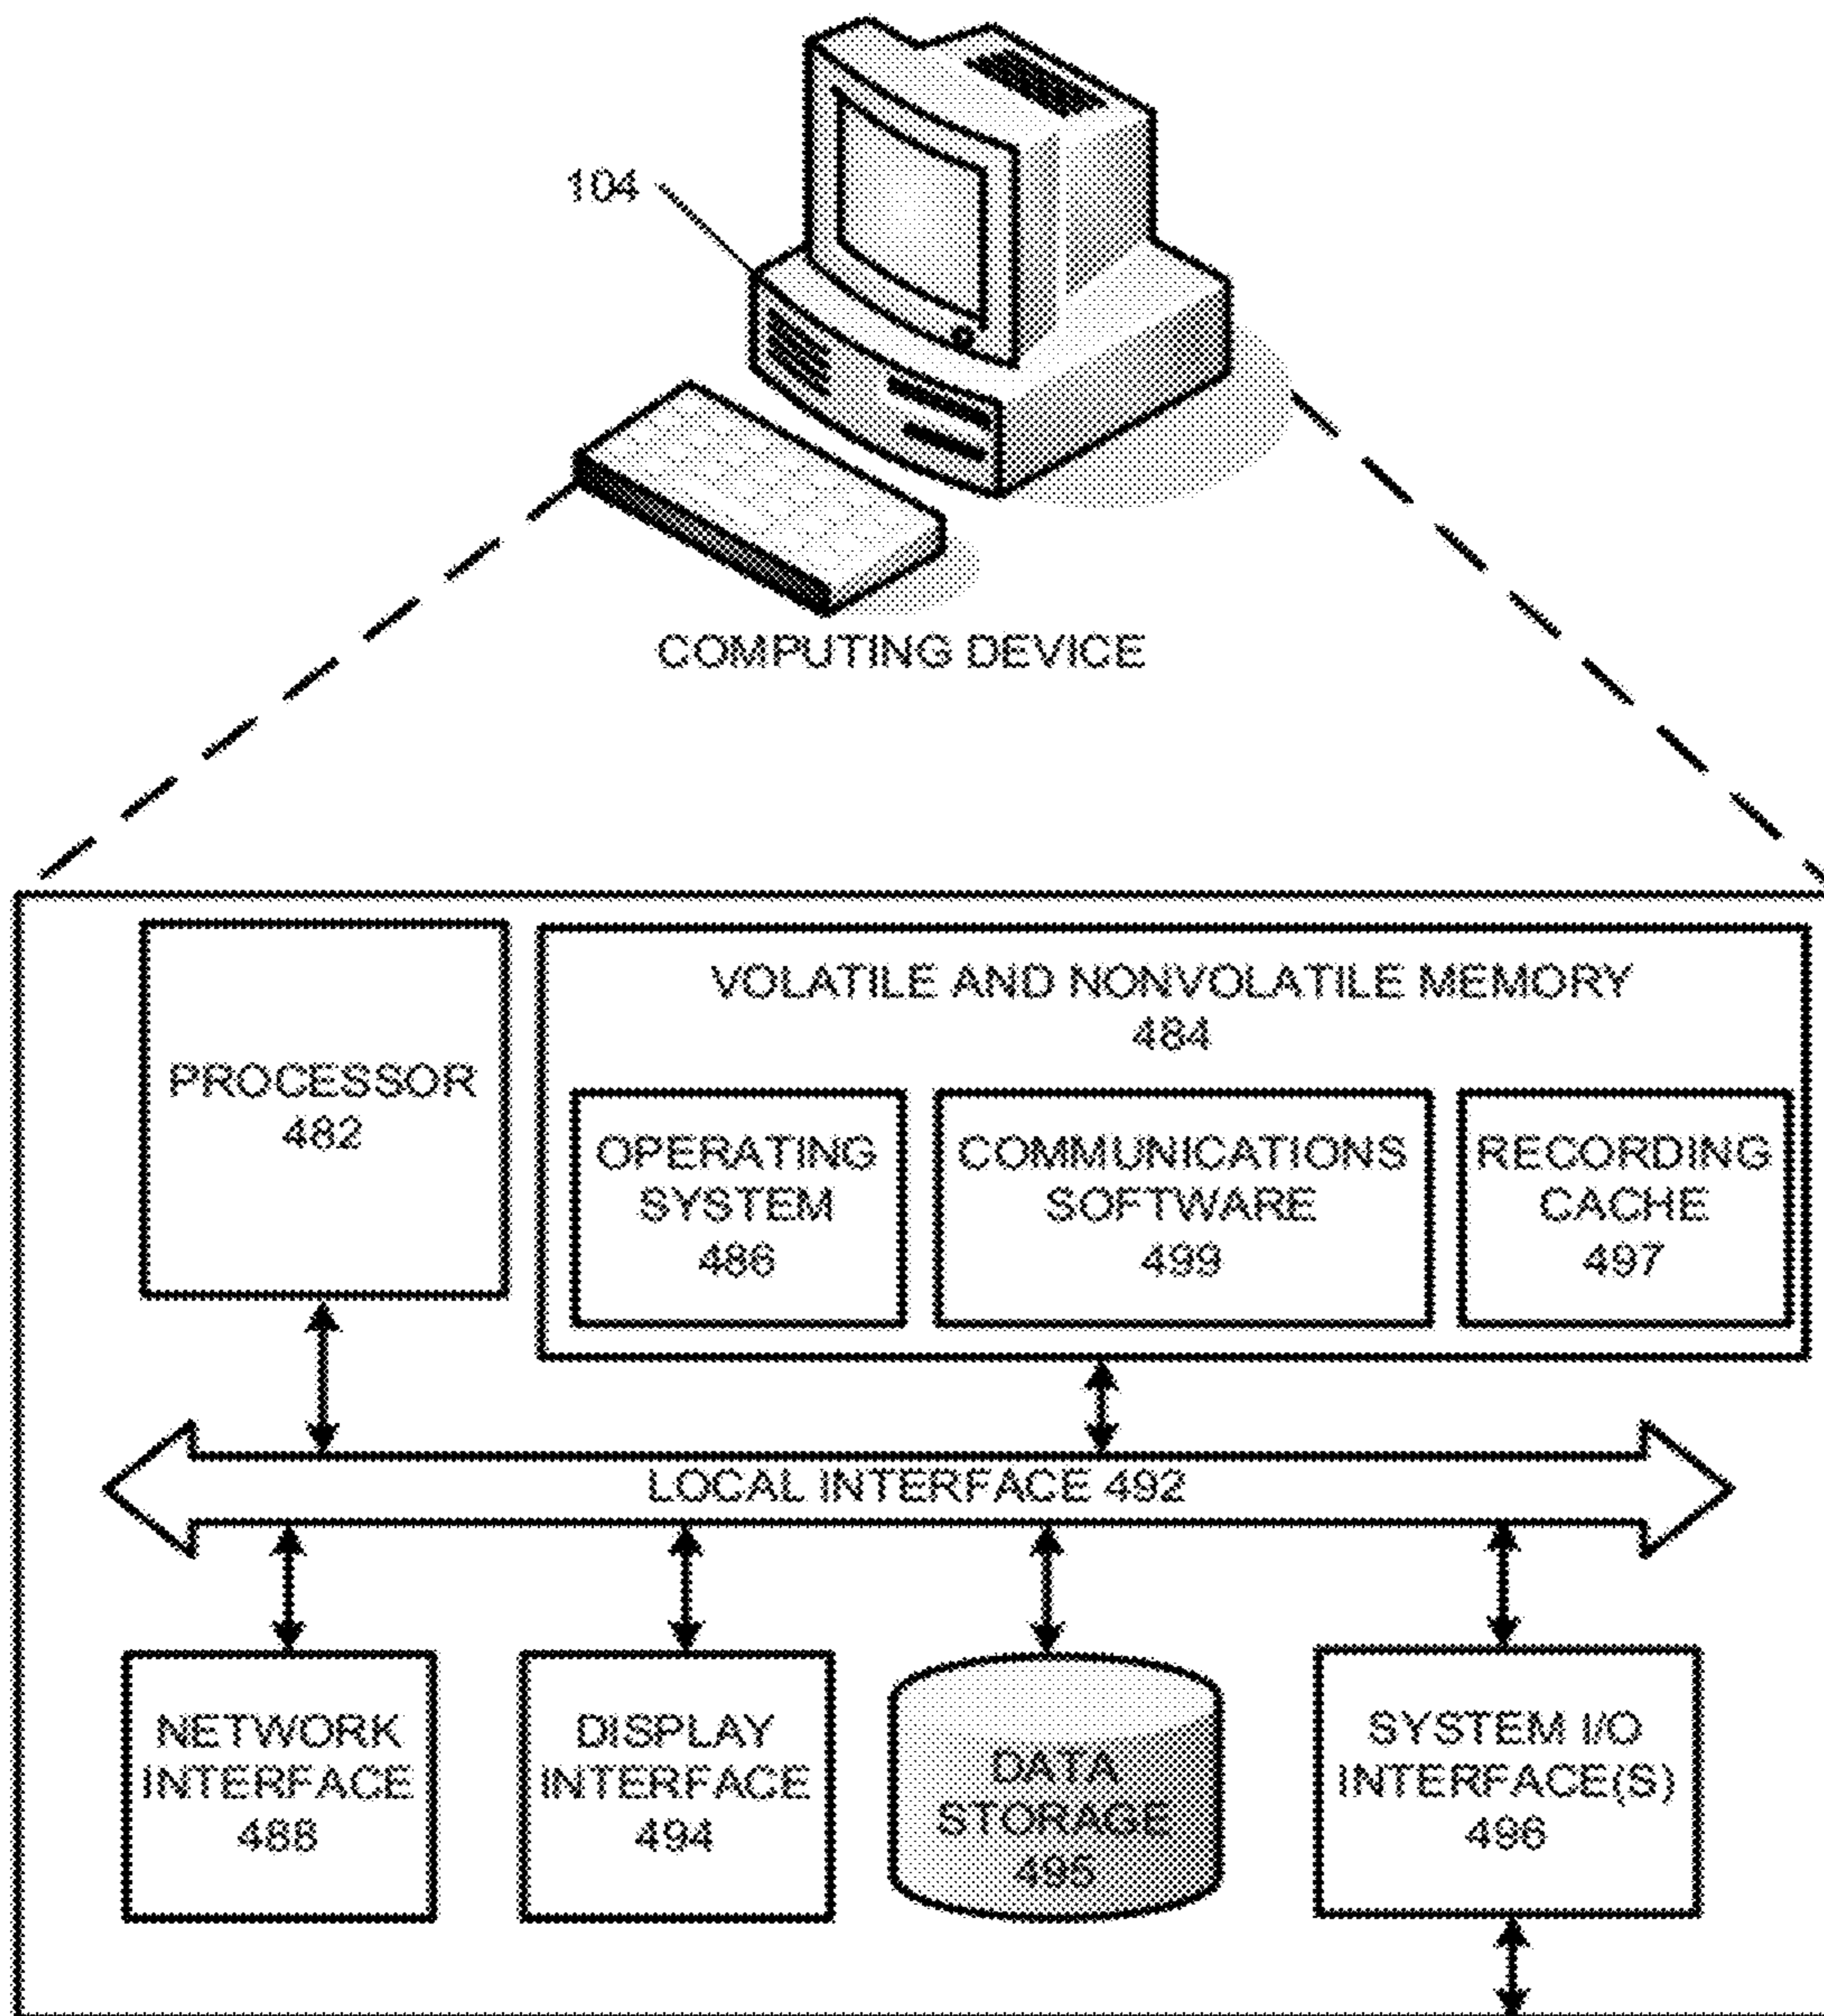 104
COMPUTING DEVICE
PROCESSOR
482
VOLATILE AND NONVOLATILE MEMORY
484
OPERATING
SYSTEM
486
COMMUNICATIONS
SOFTWARE
499
RECORDING
CACHE
497
LOCAL INTERFACE 492
NETWORK
INTERFACE
488
DISPLAY
INTERFACE
494
DATA
STORAGE
495
SYSTEM I/O
INTERFACE(S)
496